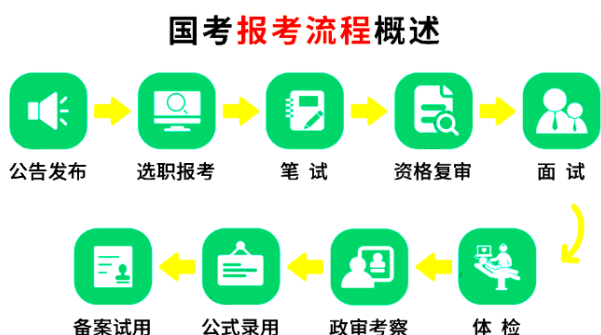 国考报考流程概述
公告发布
选职报考
笔 试
资格复审
面 试
体 检
政审考察
公式录用
备案试用